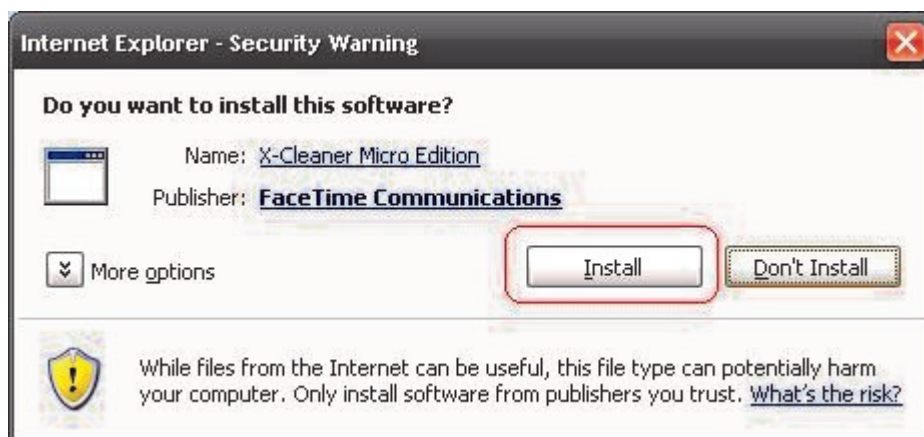 Internet Explorer - Security Warning
Do you want to install this software?
Name: X-Cleaner Micro Edition
Publisher: FaceTime Communications
More options
Install
Don't Install
While files from the Internet can be useful, this file type can potentially harm
your computer. Only install software from publishers you trust. What's the risk?